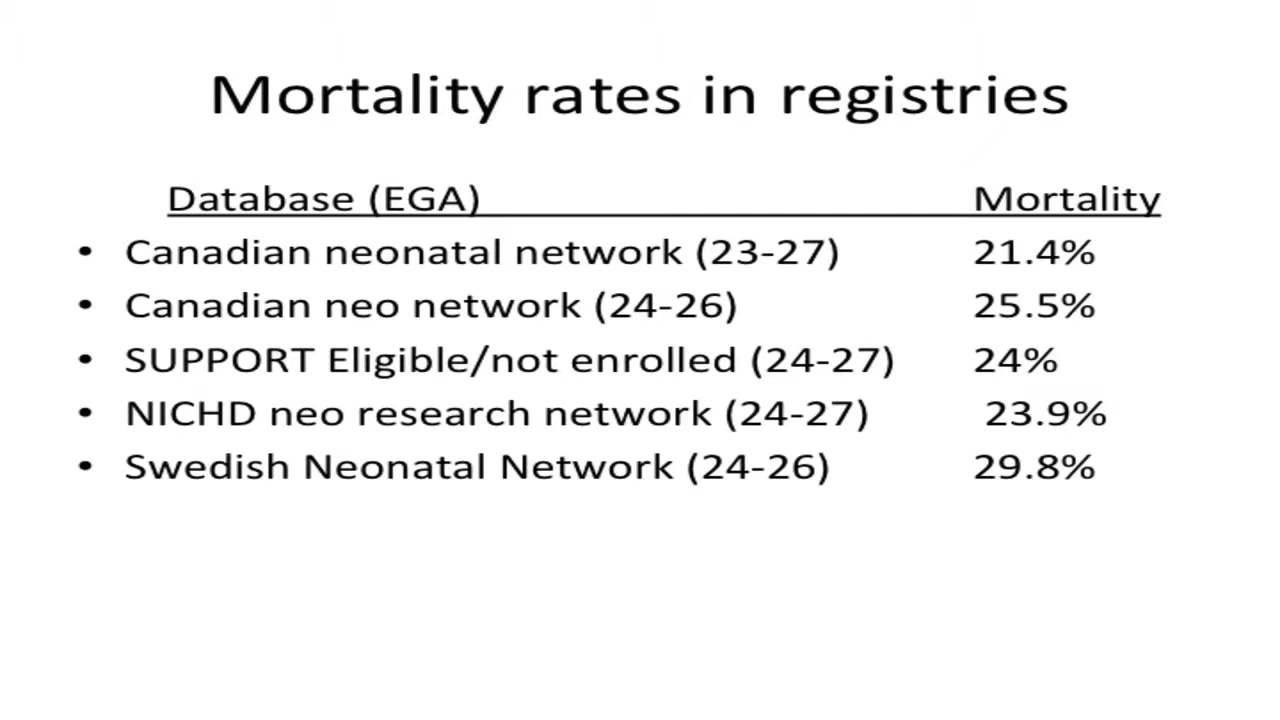 Mortality rates in registries
Database (EGA) Mortality
• Canadian neonatal network (23-27) 21.4%
• Canadian neo network (24-26) 25.5%
• SUPPORT Eligible/not enrolled (24-27) 24%
• NICHD neo research network (24-27) 23.9%
• Swedish Neonatal Network (24-26) 29.8%